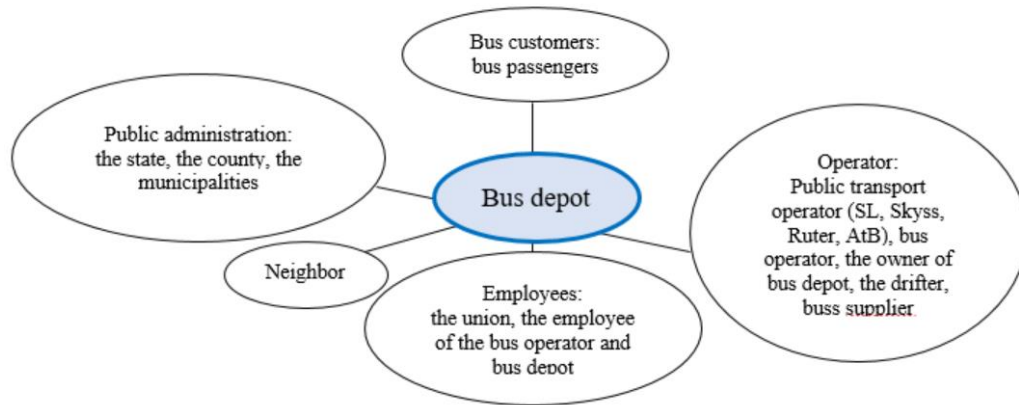 Bus customers:
bus passengers
Public administration:
the state, the county, the
municipalities
Bus depot
Operator:
Public transport
operator (SL, Skyss,
Ruter, AtB), bus
operator, the owner of
bus depot, the drifter,
buss supplier
Neighbor
Employees:
the union, the employee
of the bus operator and
bus depot